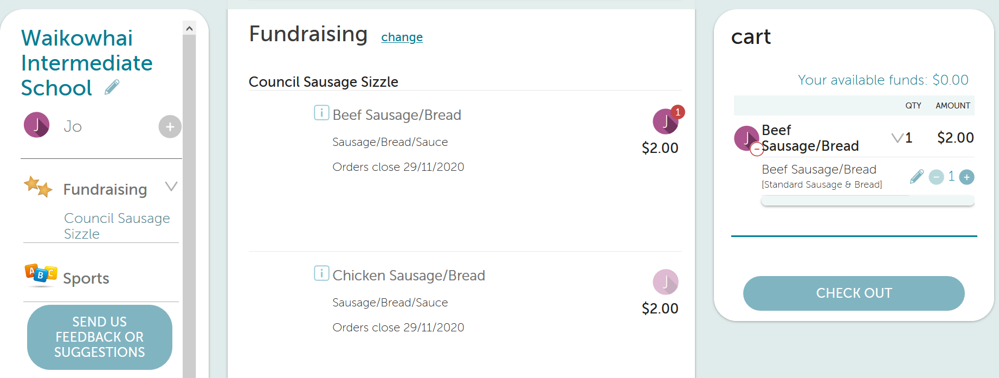 Waikowhai
Intermediate
School
J
Jo
+
Fundraising
Council Sausage
Sizzle
A B C
Sports
SEND US
FEEDBACK OR
SUGGESTIONS
Fundraising change
Council Sausage Sizzle
i Beef Sausage/Bread
J 1
Sausage/Bread/Sauce
$2.00
Orders close 29/11/2020
i Chicken Sausage/Bread
J
Sausage/Bread/Sauce
$2.00
Orders close 29/11/2020
cart
Your available funds: $0.00
QTY AMOUNT
J
Beef
Sausage/Bread 1 $2.00
Beef Sausage/Bread
[Standard Sausage & Bread]
− 1 +
CHECK OUT